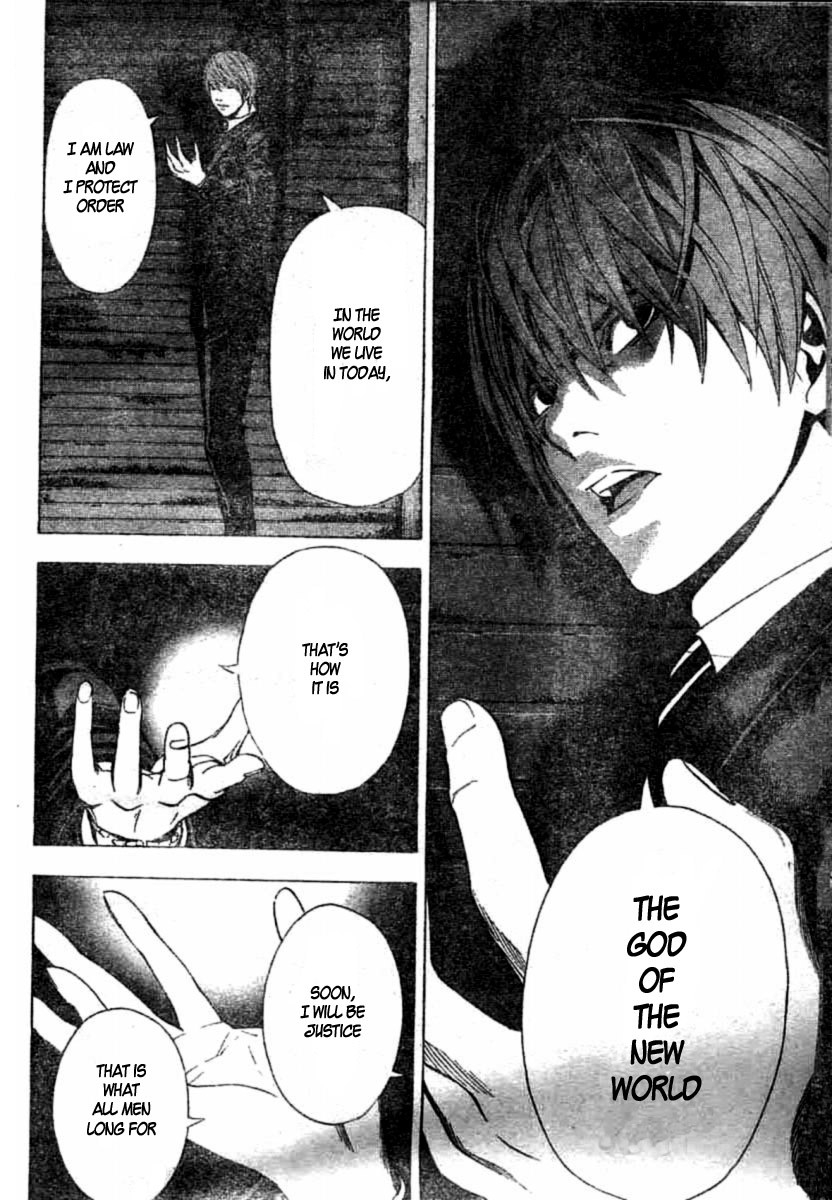 THE
GOD
OF
THE
NEW
WORLD
IN THE
WORLD
WE LIVE
IN TODAY,
I AM LAW
AND
I PROTECT
ORDER
THAT'S
HOW
IT IS
SOON,
I WILL BE
JUSTICE
THAT IS
WHAT
ALL MEN
LONG FOR